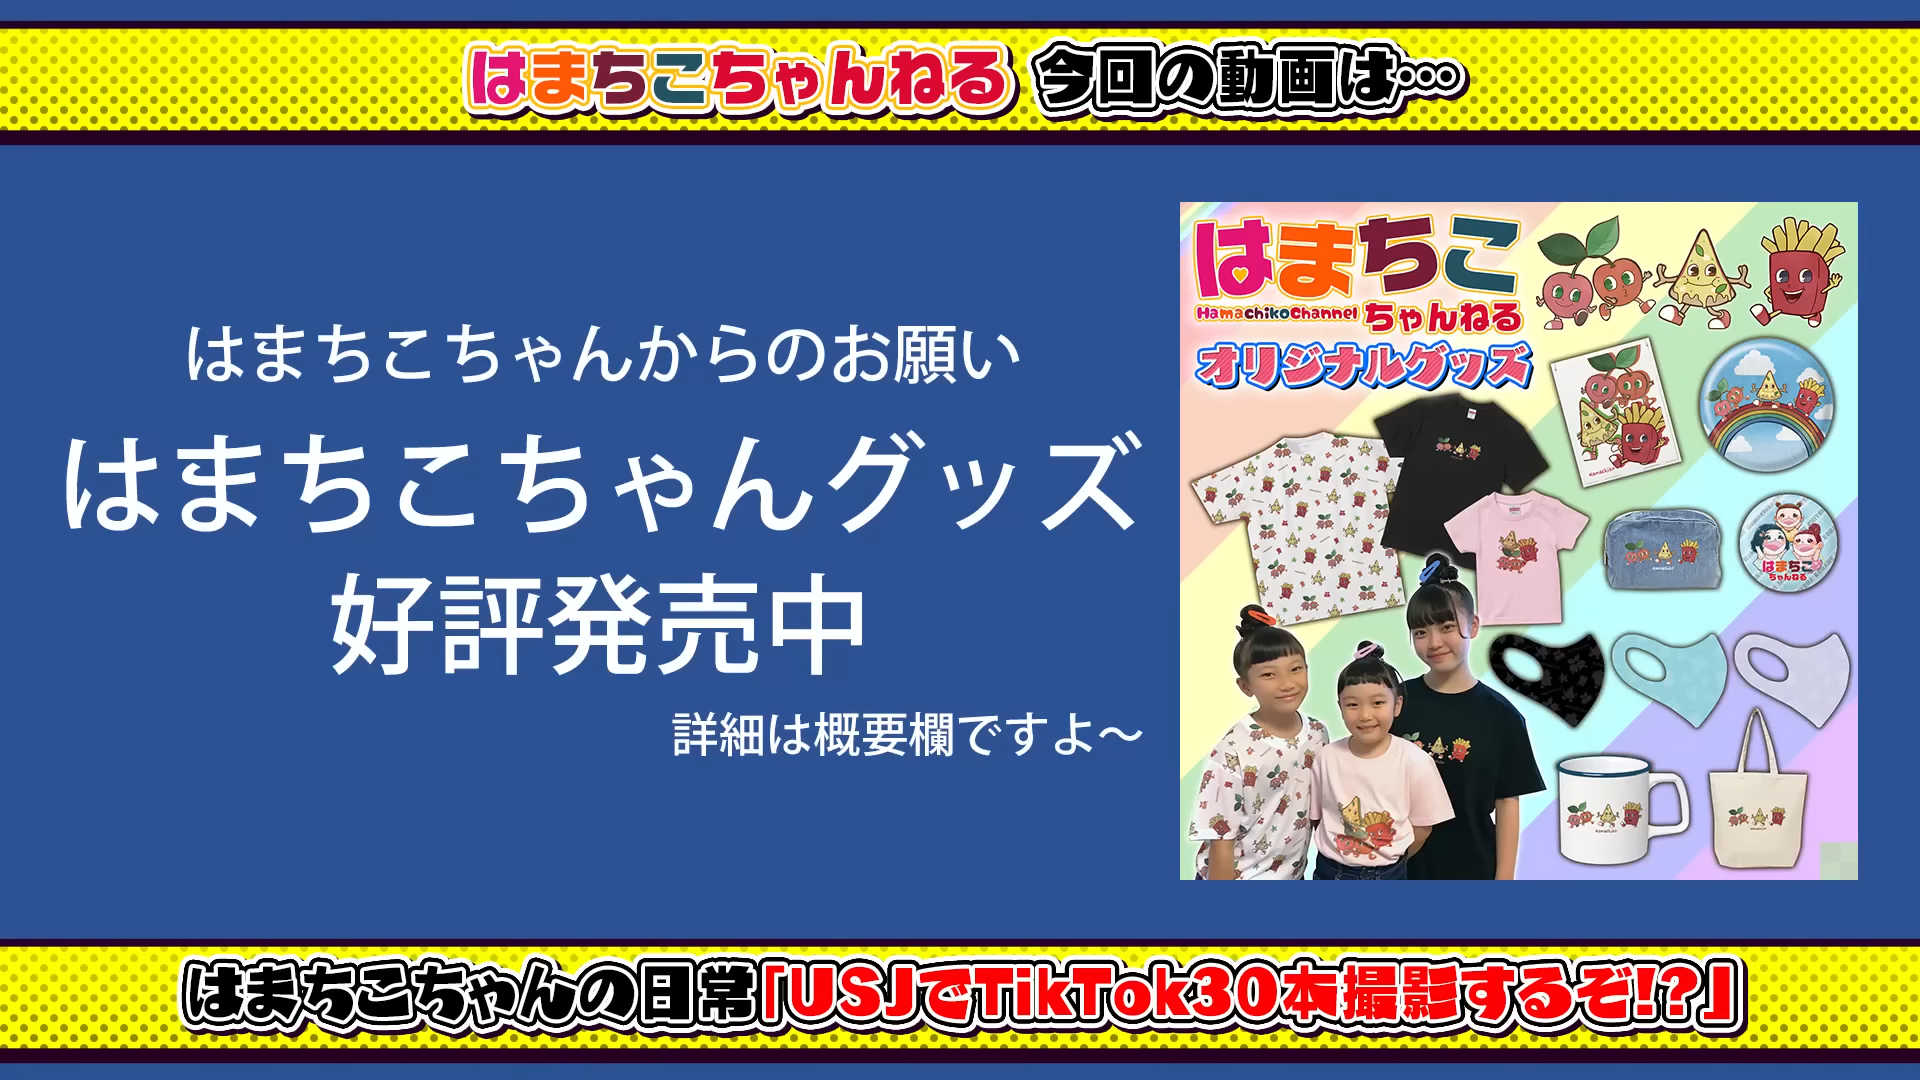 はまちこちゃんねる 今回の動画は…
はまちこちゃんからのお願い
はまちこちゃんグッズ
好評発売中
詳細は概要欄ですよ～
はまちこ
HamachikoChannel ちゃんねる
オリジナルグッズ
はまちこ
ちゃんねる
はまちこちゃんの日常「USJでTikTok30本撮影するぞ!?」